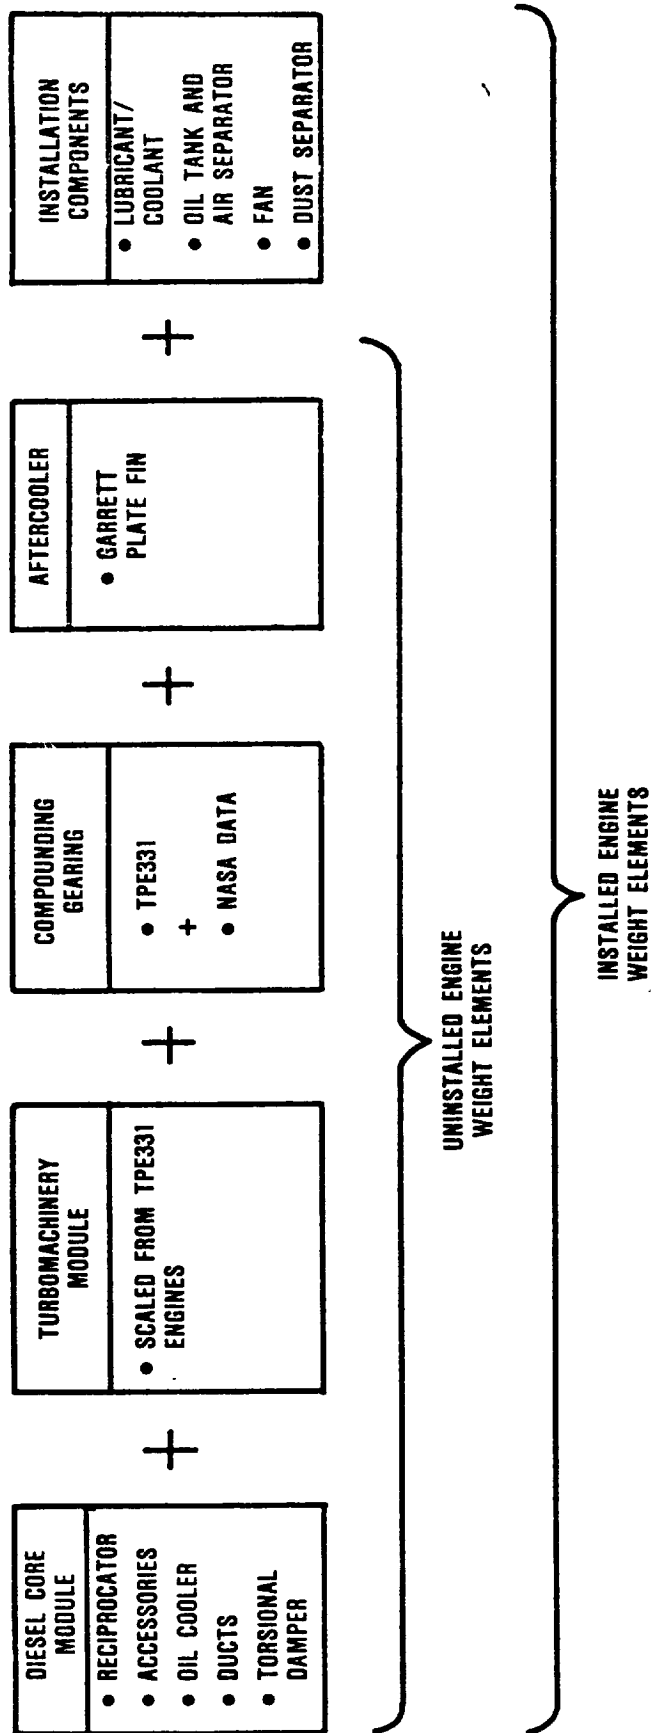 DIESEL CORE
MODULE
• RECIPROCATOR
• ACCESSORIES
• OIL COOLER
• DUCTS
• TORSIONAL
DAMPER
+
TURBOMACHINERY
MODULE
• SCALED FROM TPE331
ENGINES
+
COMPOUNDING
GEARING
• TPE331
+
• NASA DATA
+
AFTERCOOLER
• GARRETT
PLATE FIN
+
INSTALLATION
COMPONENTS
• LUBRICANT/
COOLANT
• OIL TANK AND
AIR SEPARATOR
• FAN
• DUST SEPARATOR
UNINSTALLED ENGINE
WEIGHT ELEMENTS
INSTALLED ENGINE
WEIGHT ELEMENTS